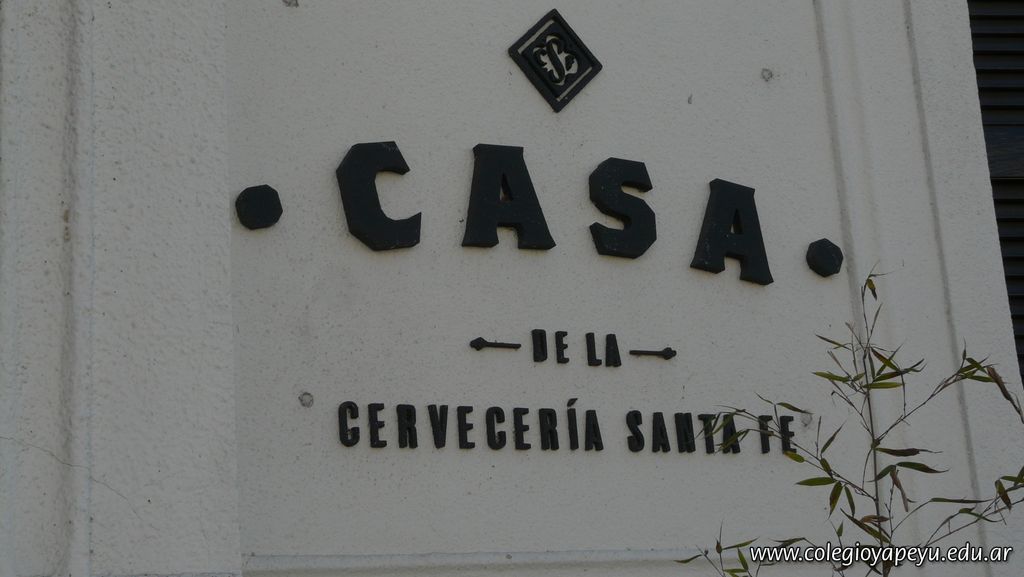 • CASA •
DE LA
CERVECERÍA SANTA FE
www.colegioyapeyu.edu.ar